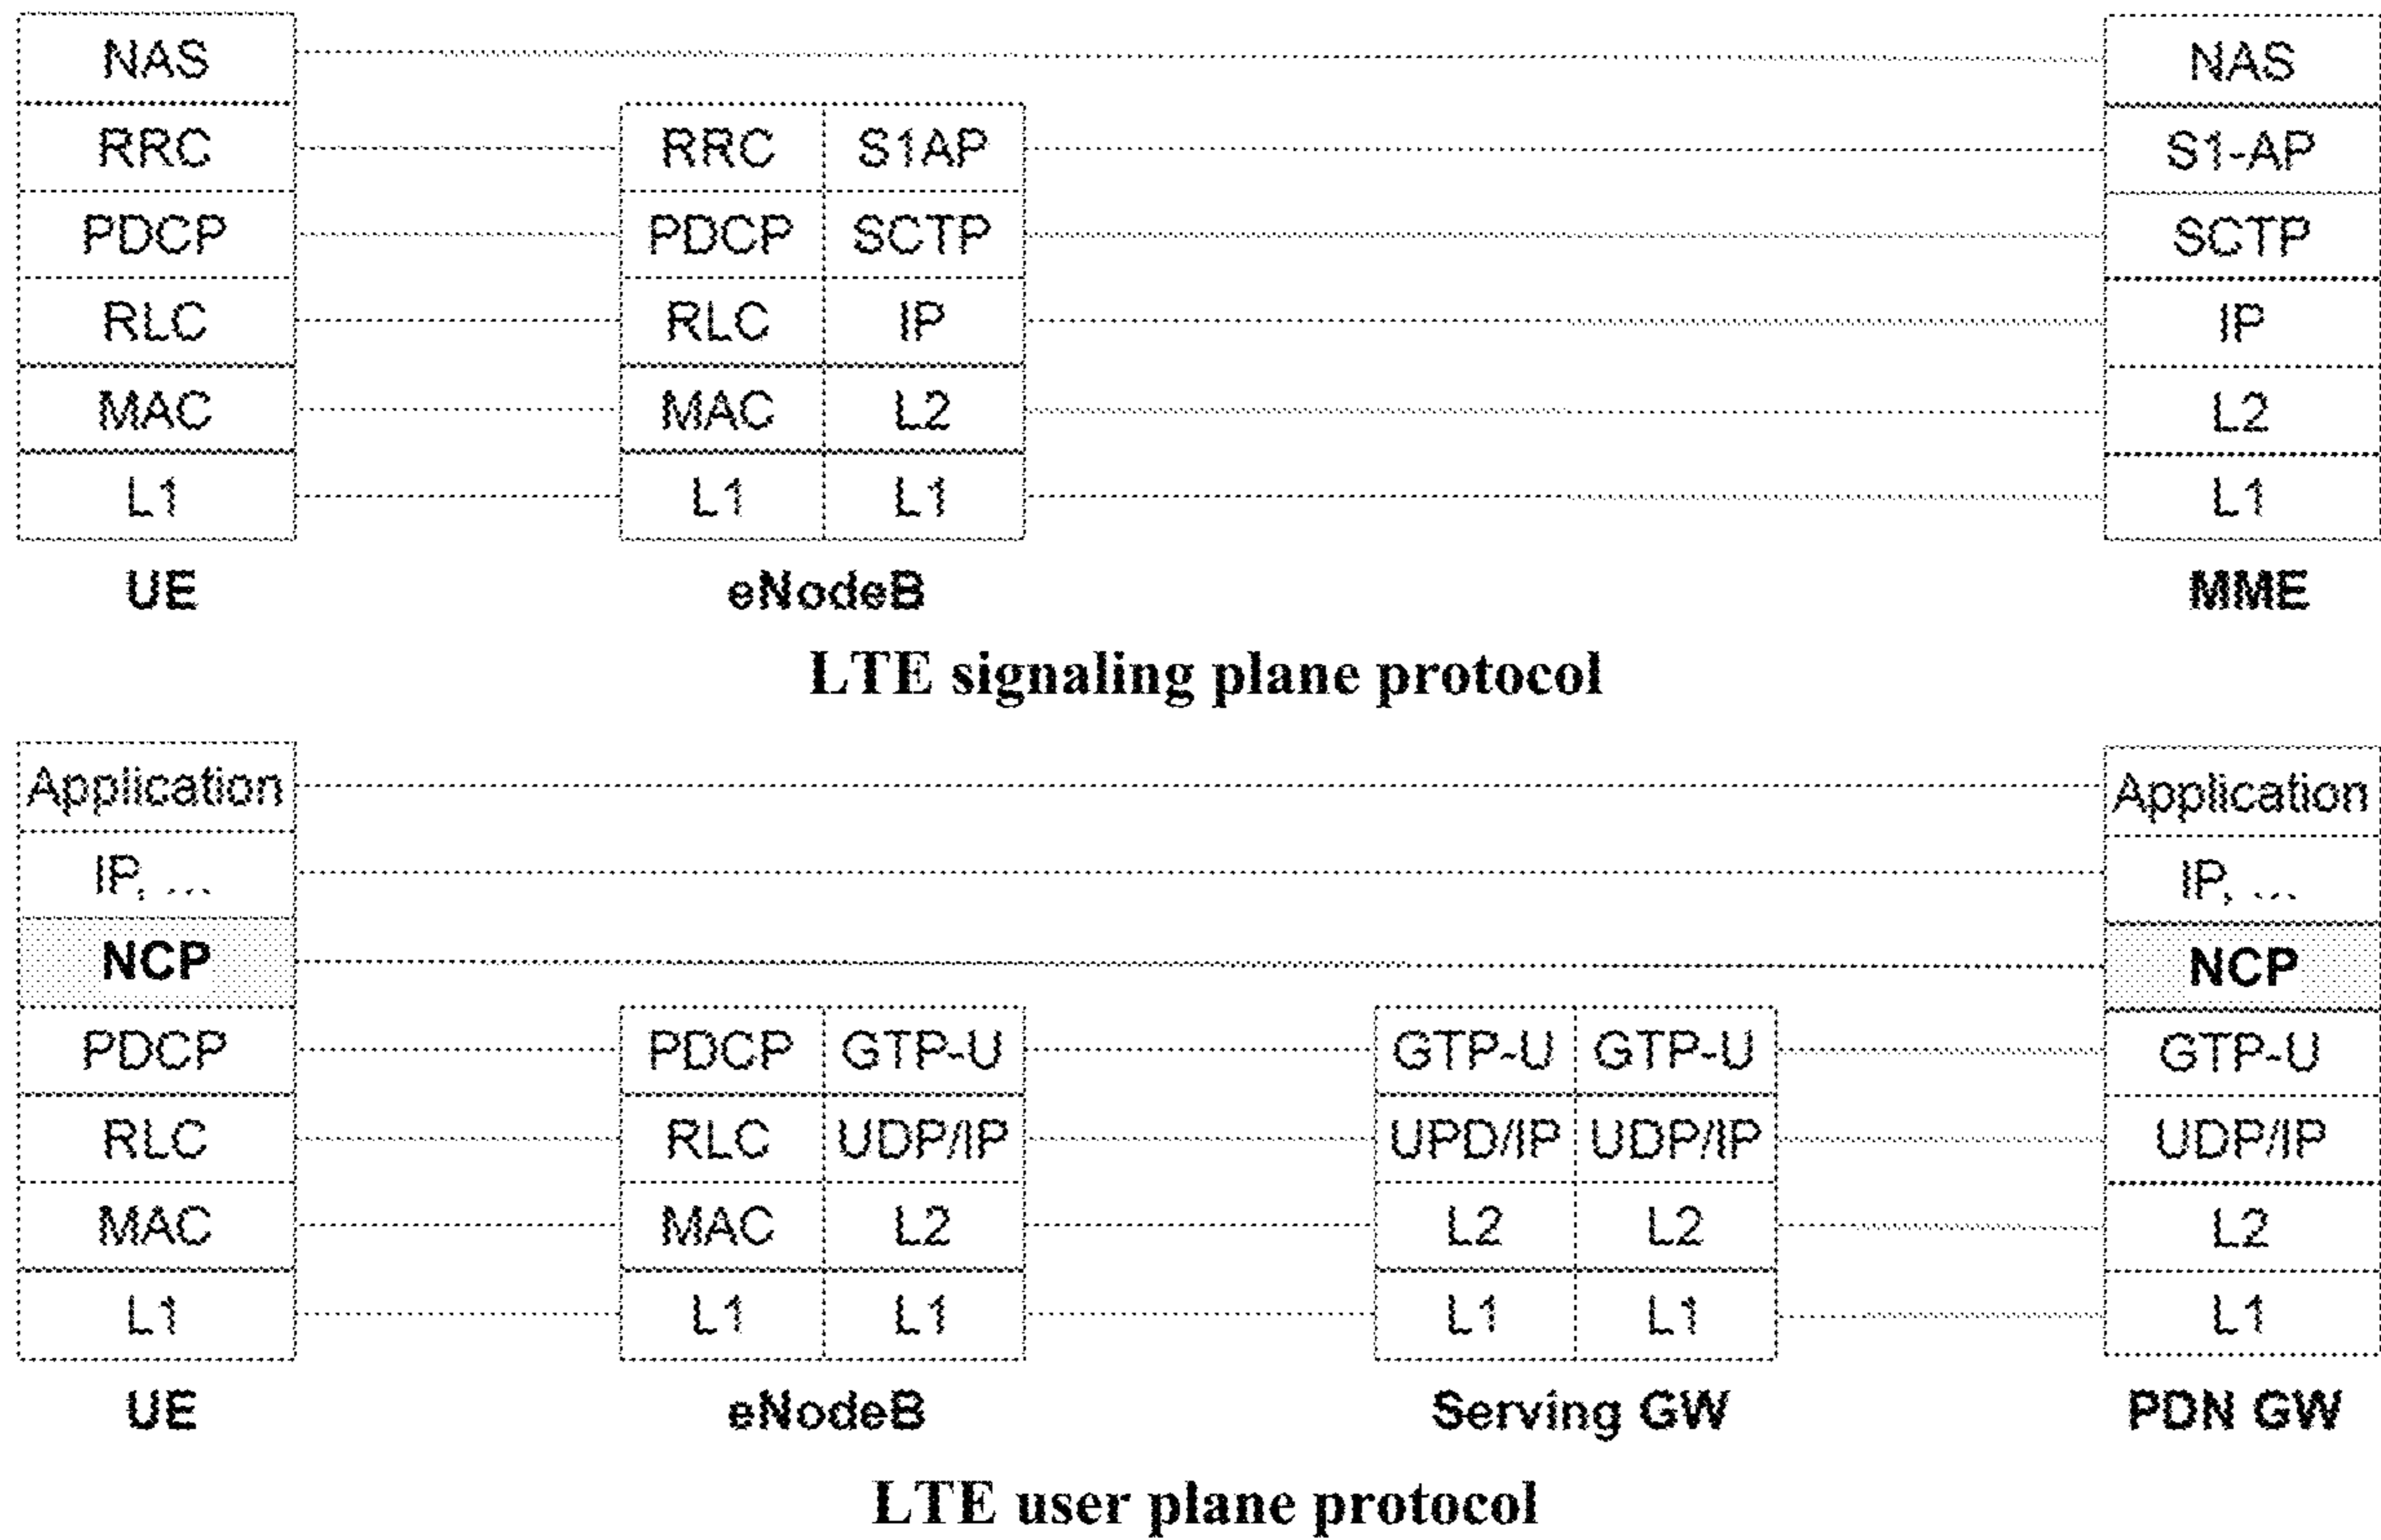 NAS NAS
RRC RRC S1AP S1-AP
PDCP PDCP SCTP SCTP
RLC RLC IP IP
MAC MAC L2 L2
L1 L1 L1 L1
UE eNodeB MME
LTE signaling plane protocol
Application Application
IP, ... IP, ...
NCP NCP
PDCP PDCP GTP-U GTP-U GTP-U GTP-U
RLC RLC UDP/IP UPD/IP UDP/IP UDP/IP
MAC MAC L2 L2 L2 L2
L1 L1 L1 L1 L1 L1
UE eNodeB Serving GW PDN GW
LTE user plane protocol